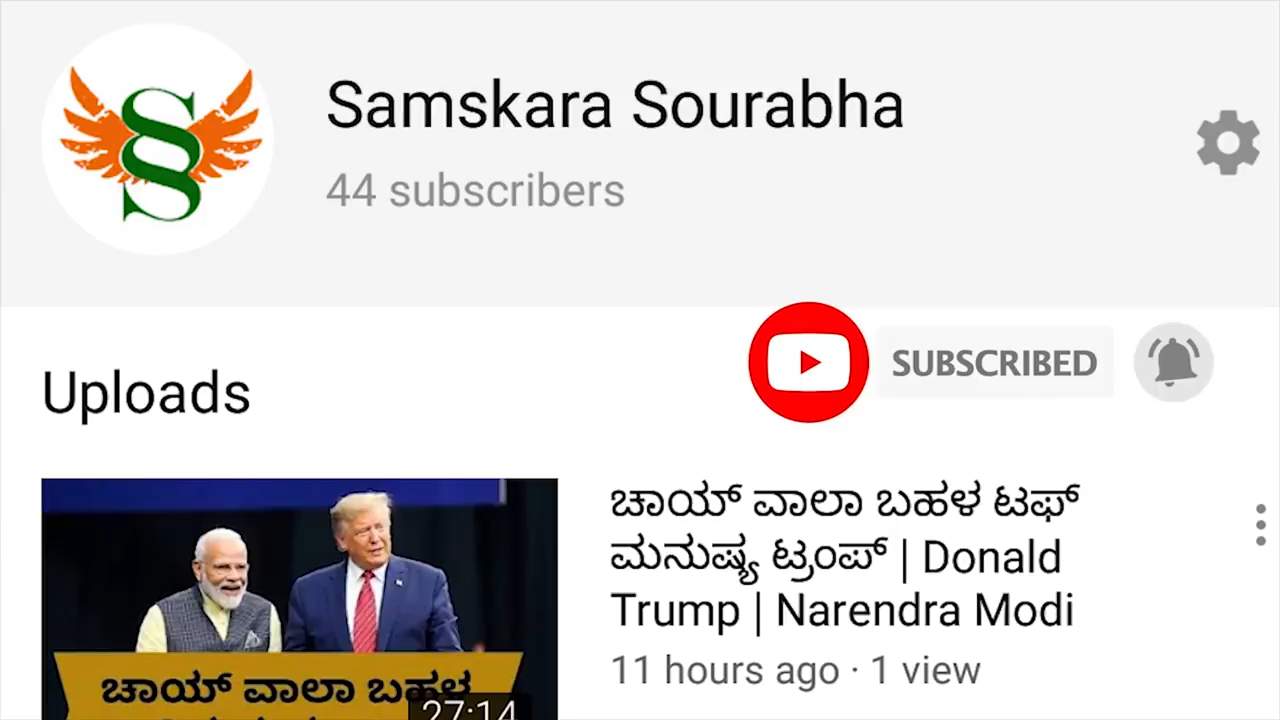 Samskara Sourabha
44 subscribers
SUBSCRIBED
Uploads
ಚಾಯ್ ವಾಲಾ ಬಹಳ ಟಫ್
ಮನುಷ್ಯ ಟ್ರಂಪ್ | Donald
Trump | Narendra Modi
11 hours ago · 1 view
ಚಾಯ್ ವಾಲಾ ಬಹಳ
27:14